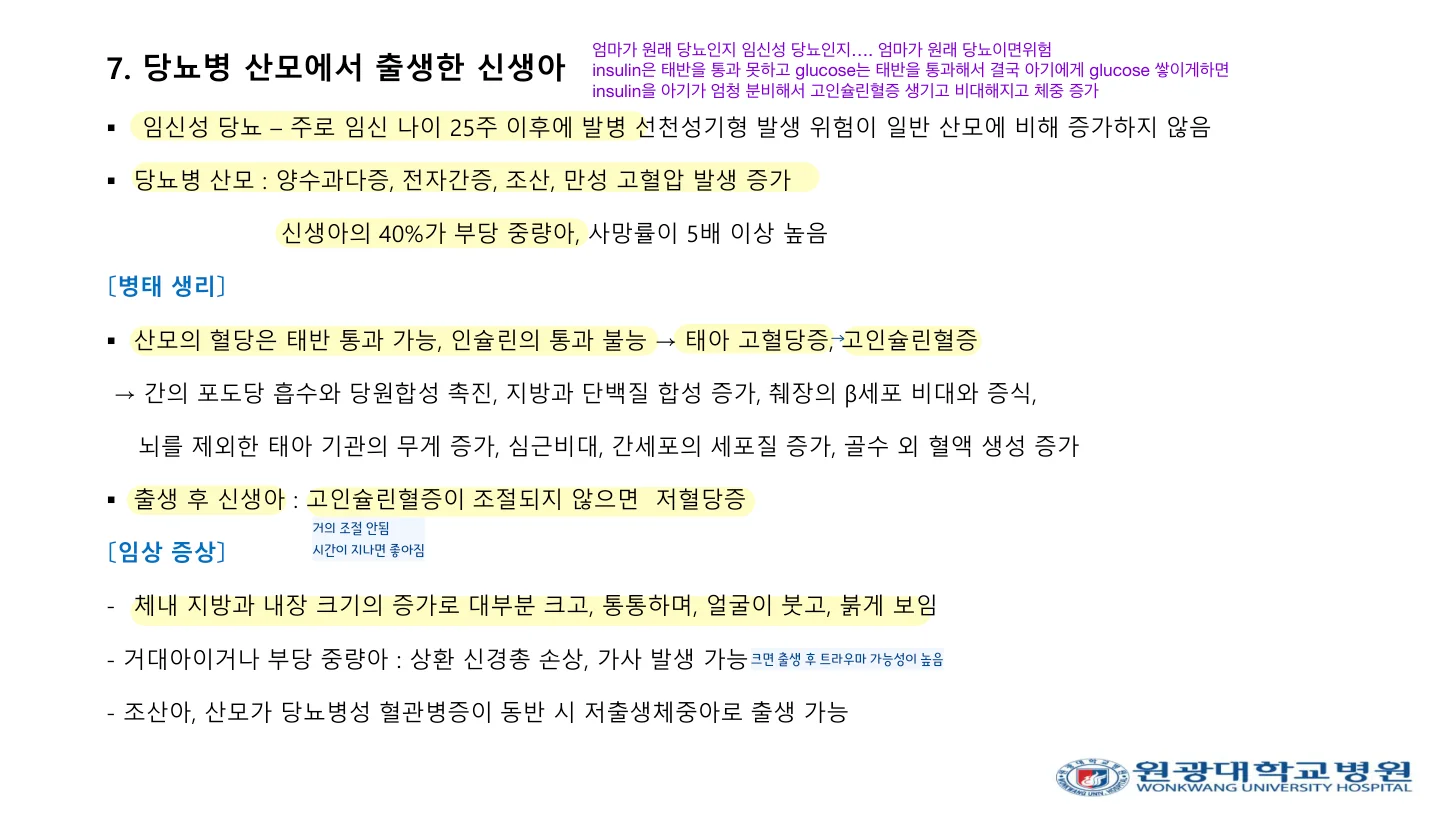 7. 당뇨병 산모에서 출생한 신생아
엄마가 원래 당뇨인지 임신성 당뇨인지.... 엄마가 원래 당뇨이면위험
insulin은 태반을 통과 못하고 glucose는 태반을 통과해서 결국 아기에게 glucose 쌓이게하면
insulin을 아기가 엄청 분비해서 고인슐린혈증 생기고 비대해지고 체중 증가
▪ 임신성 당뇨 – 주로 임신 나이 25주 이후에 발병 선천성기형 발생 위험이 일반 산모에 비해 증가하지 않음
▪ 당뇨병 산모 : 양수과다증, 전자간증, 조산, 만성 고혈압 발생 증가
신생아의 40%가 부당 중량아, 사망률이 5배 이상 높음
〔병태 생리〕
▪ 산모의 혈당은 태반 통과 가능, 인슐린의 통과 불능 → 태아 고혈당증,→고인슐린혈증
→ 간의 포도당 흡수와 당원합성 촉진, 지방과 단백질 합성 증가, 췌장의 β세포 비대와 증식,
뇌를 제외한 태아 기관의 무게 증가, 심근비대, 간세포의 세포질 증가, 골수 외 혈액 생성 증가
▪ 출생 후 신생아 : 고인슐린혈증이 조절되지 않으면 저혈당증
거의 조절 안됨
시간이 지나면 좋아짐
〔임상 증상〕
- 체내 지방과 내장 크기의 증가로 대부분 크고, 통통하며, 얼굴이 붓고, 붉게 보임
- 거대아이거나 부당 중량아 : 상환 신경총 손상, 가사 발생 가능 크면 출생 후 트라우마 가능성이 높음
- 조산아, 산모가 당뇨병성 혈관병증이 동반 시 저출생체중아로 출생 가능
원광대학교병원
WONKWANG UNIVERSITY HOSPITAL